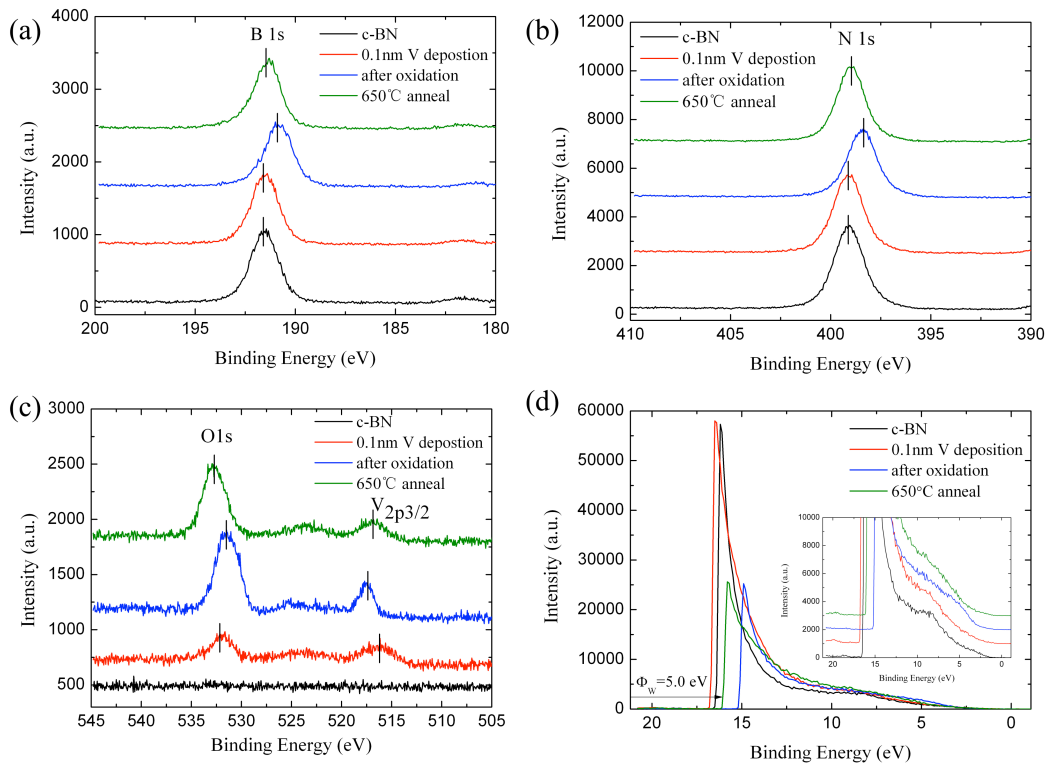 (a)
B 1s
c-BN
0.1nm V depostion
after oxidation
650℃ anneal
4000
3000
2000
1000
0
Intensity (a.u.)
200 195 190 185 180
Binding Energy (eV)
(b)
N 1s
c-BN
0.1nm V depostion
after oxidation
650℃ anneal
12000
10000
8000
6000
4000
2000
0
Intensity (a.u.)
410 405 400 395 390
Binding Energy (eV)
(c)
O1s
c-BN
0.1nm V depostion
after oxidation
650℃ anneal
V2p3/2
3000
2500
2000
1500
1000
500
Intensity (a.u.)
545 540 535 530 525 520 515 510 505
Binding Energy (eV)
(d)
c-BN
0.1nm V deposition
after oxidation
650°C anneal
60000
50000
40000
30000
20000
10000
0
Intensity (a.u.)
ΦW=5.0 eV
20 15 10 5 0
Binding Energy (eV)
10000
8000
6000
4000
2000
0
Intensity (a.u.)
20 15 10 5 0
Binding Energy (eV)